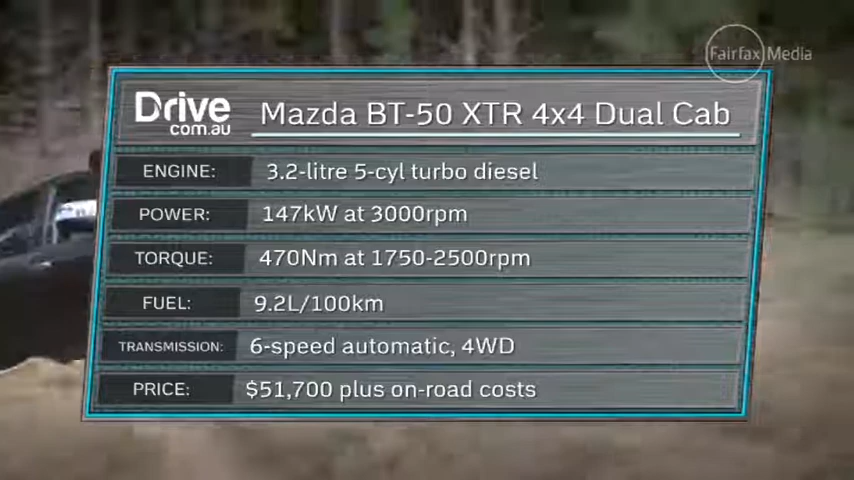 Fairfax Media
Drive
.com.au
Mazda BT-50 XTR 4x4 Dual Cab
ENGINE: 3.2-litre 5-cyl turbo diesel
POWER: 147kW at 3000rpm
TORQUE: 470Nm at 1750-2500rpm
FUEL: 9.2L/100km
TRANSMISSION: 6-speed automatic, 4WD
PRICE: $51,700 plus on-road costs